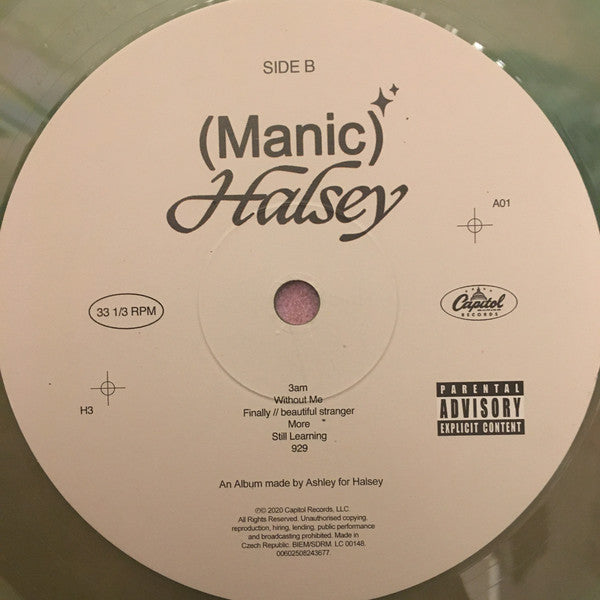 SIDE B
(Manic)
Halsey
A01
33 1/3 RPM
Capitol
RECORDS
H3
3am
Without Me
Finally // beautiful stranger
More
Still Learning
929
PARENTAL
ADVISORY
EXPLICIT CONTENT
An Album made by Ashley for Halsey
℗© 2020 Capitol Records, LLC.
All Rights Reserved. Unauthorised copying,
reproduction, hiring, lending, public performance
and broadcasting prohibited. Made in
Czech Republic. BIEM/SDRM. LC 00148.
00602508243677.